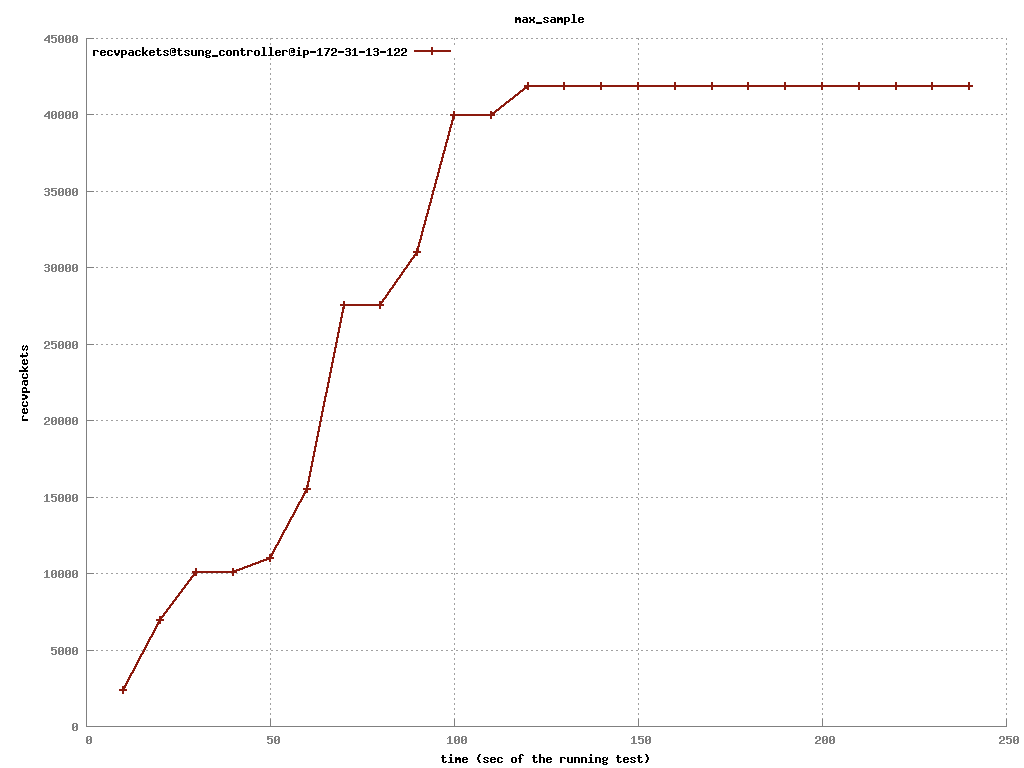 max_sample
recvpackets@tsung_controller@ip-172-31-13-122
45000
40000
35000
30000
25000
20000
15000
10000
5000
0
recvpackets
0 50 100 150 200 250
time (sec of the running test)